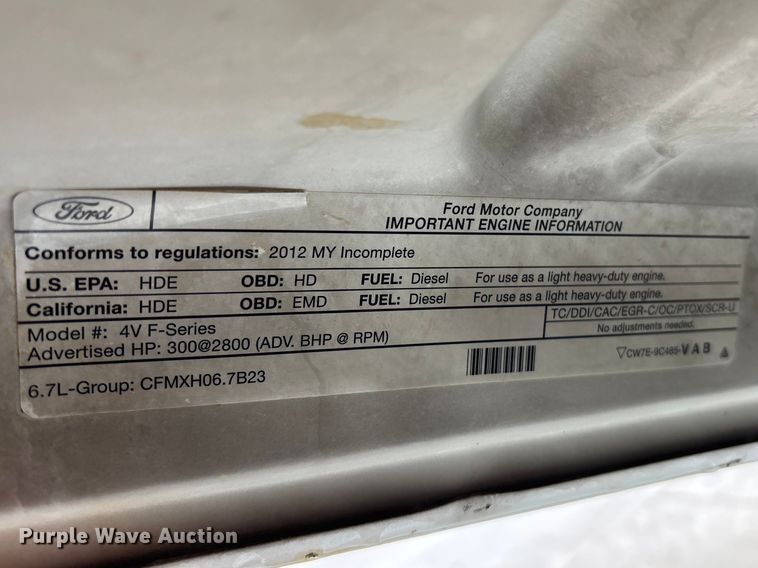 Ford
Ford Motor Company
IMPORTANT ENGINE INFORMATION
Conforms to regulations: 2012 MY Incomplete
U.S. EPA: HDE OBD: HD FUEL: Diesel For use as a light heavy-duty engine.
California: HDE OBD: EMD FUEL: Diesel For use as a light heavy-duty engine.
Model #: 4V F-Series
TC/DDI/CAC/EGR-C/OC/PTOX/SCR-U
No adjustments needed.
Advertised HP: 300@2800 (ADV. BHP @ RPM)
CW7E-9C485-VAB
6.7L-Group: CFMXH06.7B23
Purple Wave Auction